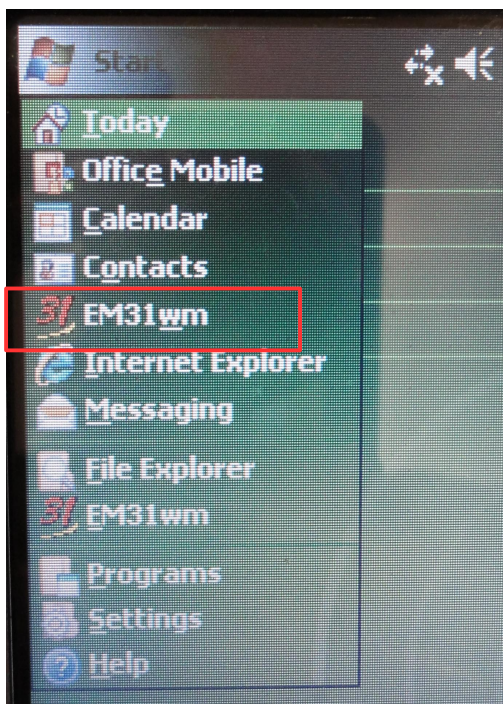 Start
Today
Office Mobile
Calendar
Contacts
EM31wm
Internet Explorer
Messaging
File Explorer
EM31wm
Programs
Settings
Help